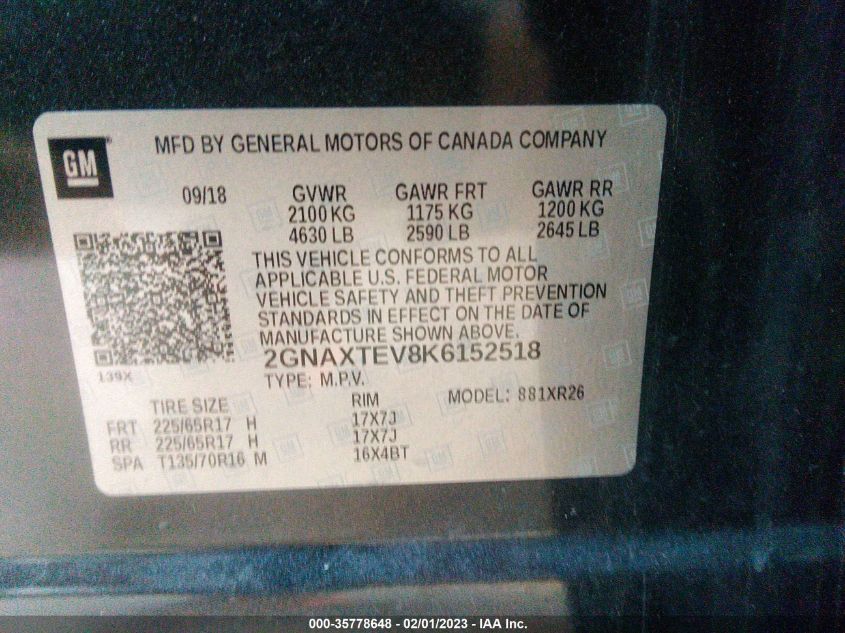 GM
MFD BY GENERAL MOTORS OF CANADA COMPANY
09/18 GVWR GAWR FRT GAWR RR
2100 KG 1175 KG 1200 KG
4630 LB 2590 LB 2645 LB
THIS VEHICLE CONFORMS TO ALL
APPLICABLE U.S. FEDERAL MOTOR
VEHICLE SAFETY AND THEFT PREVENTION
STANDARDS IN EFFECT ON THE DATE OF
MANUFACTURE SHOWN ABOVE.
2GNAXTEV8K6152518
139X
TYPE: M.P.V.
MODEL: 881XR26
TIRE SIZE RIM
FRT 225/65R17 H 17X7J
RR 225/65R17 H 17X7J
SPA T135/70R16 M 16X4BT
000-35778648 - 02/01/2023 - IAA Inc.